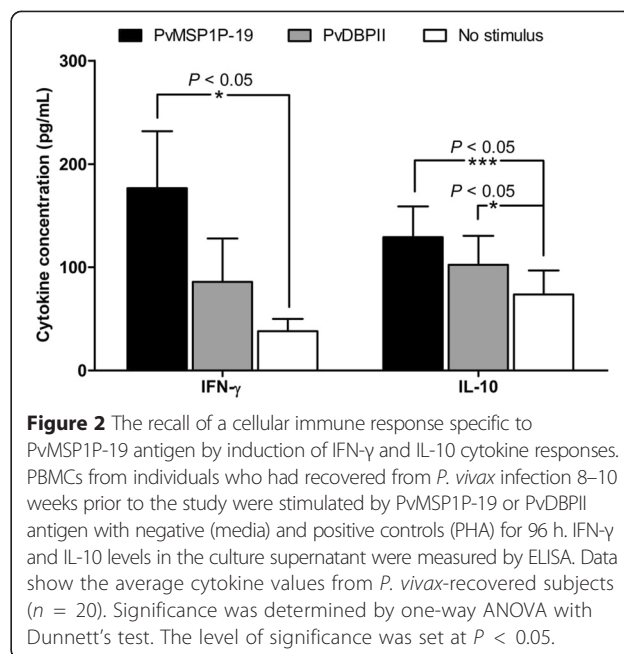 PvMSP1P-19 PvDBPII No stimulus
300
200
100
0
Cytokine concentration (pg/mL)
P < 0.05
*
P < 0.05
***
P < 0.05
*
IFN-γ IL-10
Figure 2 The recall of a cellular immune response specific to
PvMSP1P-19 antigen by induction of IFN-γ and IL-10 cytokine responses.
PBMCs from individuals who had recovered from P. vivax infection 8–10
weeks prior to the study were stimulated by PvMSP1P-19 or PvDBPII
antigen with negative (media) and positive controls (PHA) for 96 h. IFN-γ
and IL-10 levels in the culture supernatant were measured by ELISA. Data
show the average cytokine values from P. vivax-recovered subjects
(n = 20). Significance was determined by one-way ANOVA with
Dunnett's test. The level of significance was set at P < 0.05.